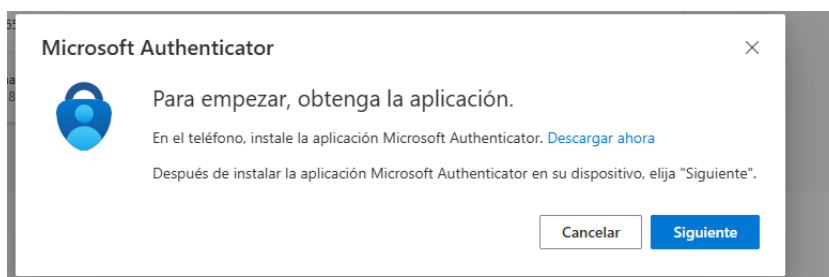 Microsoft Authenticator
Para empezar, obtenga la aplicación.
En el teléfono, instale la aplicación Microsoft Authenticator. Descargar ahora
Después de instalar la aplicación Microsoft Authenticator en su dispositivo, elija "Siguiente".
Cancelar Siguiente